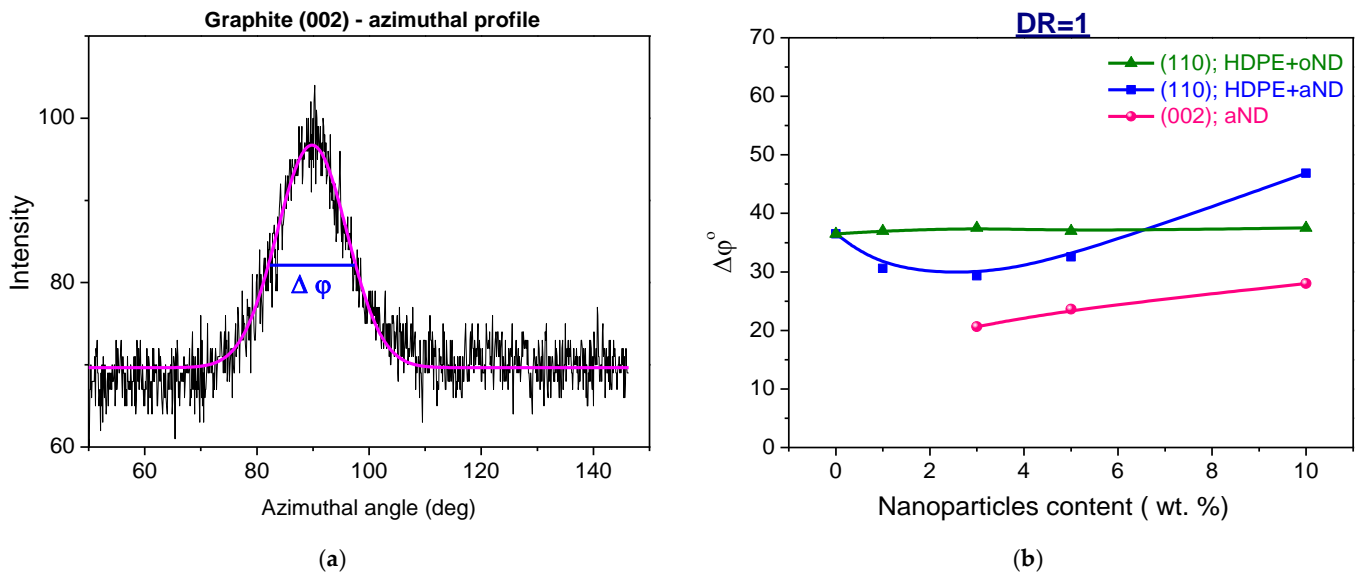 Graphite (002) - azimuthal profile
100
80
60
Intensity
Δ φ
60
80
100
120
140
Azimuthal angle (deg)
(a)
DR=1
70
60
50
40
30
20
10
0
Δφº
(110); HDPE+oND
(110); HDPE+aND
(002); aND
0
2
4
6
8
10
Nanoparticles content ( wt. %)
(b)